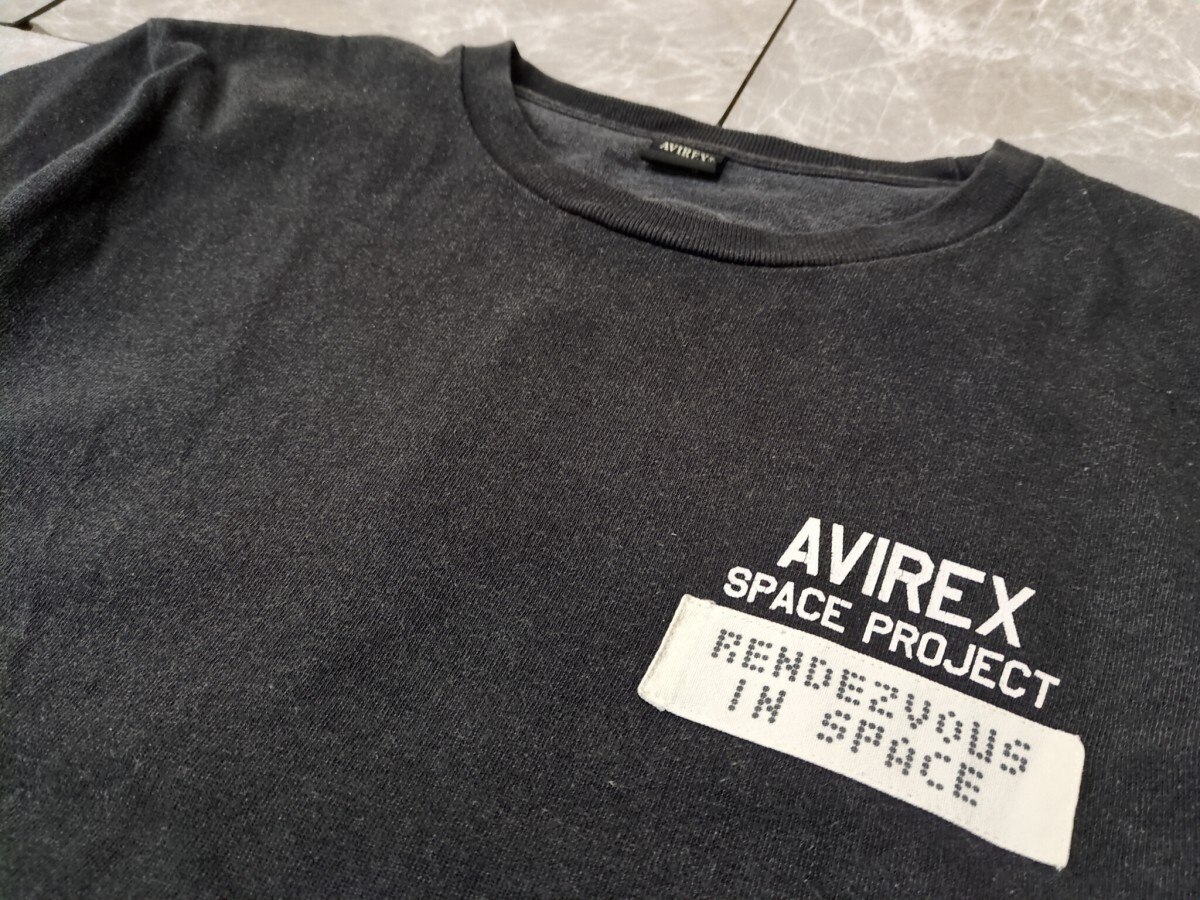 AVIREX
AVIREX
SPACE PROJECT
RENDEZVOUS
IN SPACE